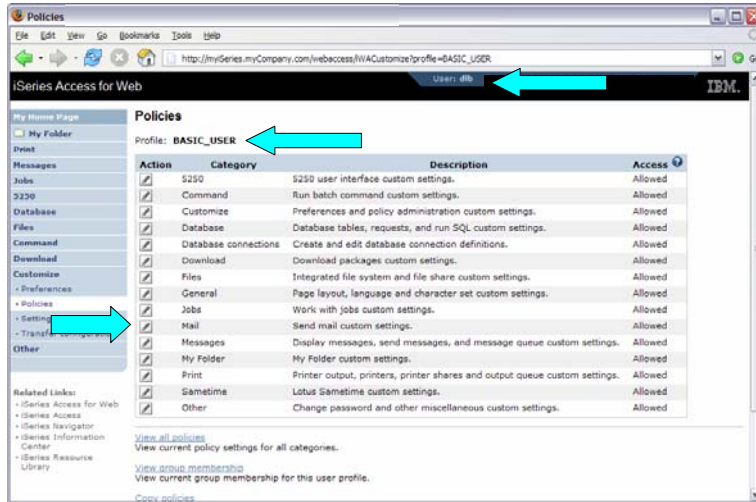 Policies
File Edit View Go Bookmarks Tools Help
http://myiSeries.myCompany.com/webaccess/iWACustomize?profile=BASIC_USER
User: dlb
iSeries Access for Web
IBM.
My Home Page
My Folder
Print
Messages
Jobs
5250
Database
Files
Command
Download
Customize
• Preferences
• Policies
• Setting
• Transfer
Other
Related Links:
• iSeries Access for Web
• iSeries Access
• iSeries Navigator
• iSeries Information Center
• iSeries Resource Library
Policies
Profile: BASIC_USER
Action Category Description Access
5250 5250 user interface custom settings. Allowed
Command Run batch command custom settings. Allowed
Customize Preferences and policy administration custom settings. Allowed
Database Database tables, requests, and run SQL custom settings. Allowed
Database connections Create and edit database connection definitions. Allowed
Download Download packages custom settings. Allowed
Files Integrated file system and file share custom settings. Allowed
General Page layout, language and character set custom settings. Allowed
Jobs Work with jobs custom settings. Allowed
Mail Send mail custom settings. Allowed
Messages Display messages, send messages, and message queue custom settings. Allowed
My Folder My Folder custom settings. Allowed
Print Printer output, printers, printer shares and output queue custom settings. Allowed
Sametime Lotus Sametime custom settings. Allowed
Other Change password and other miscellaneous custom settings. Allowed
View all policies
View current policy settings for all categories.
View group membership
View current group membership for this user profile.
Copy policies